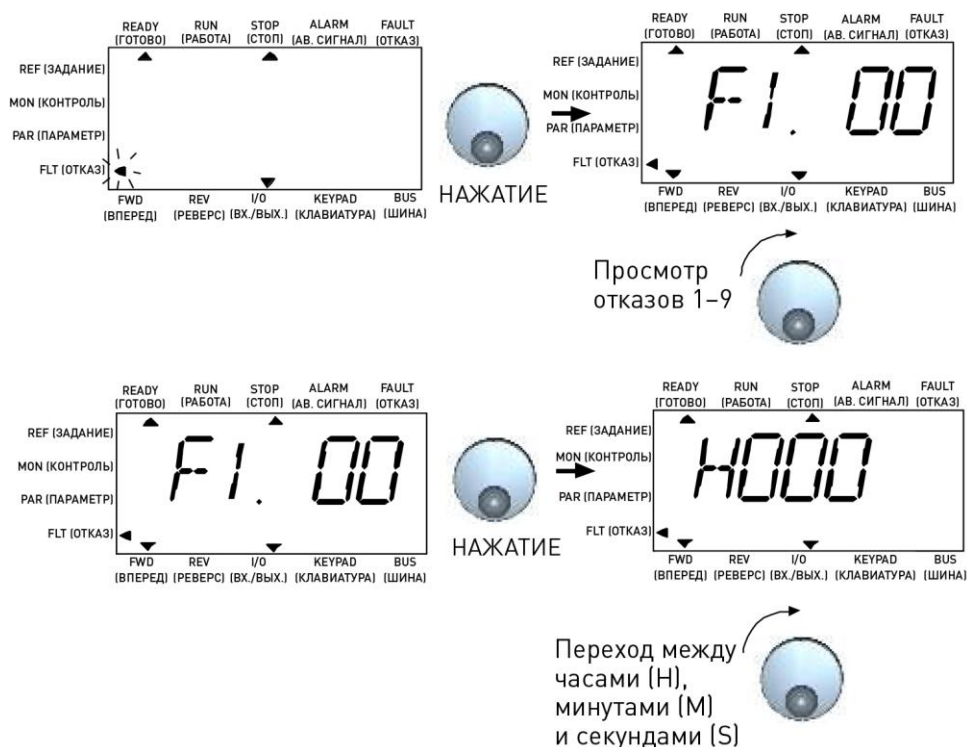 READY RUN STOP ALARM FAULT
(ГОТОВО) (РАБОТА) (СТОП) (АВ. СИГНАЛ) (ОТКАЗ)
REF (ЗАДАНИЕ)
MON (КОНТРОЛЬ)
PAR (ПАРАМЕТР)
FLT (ОТКАЗ)
FWD REV I/O KEYPAD BUS
(ВПЕРЕД) (РЕВЕРС) (ВХ./ВЫХ.) (КЛАВИАТУРА) (ШИНА)
НАЖАТИЕ
READY RUN STOP ALARM FAULT
(ГОТОВО) (РАБОТА) (СТОП) (АВ. СИГНАЛ) (ОТКАЗ)
REF (ЗАДАНИЕ)
MON (КОНТРОЛЬ)
PAR (ПАРАМЕТР)
FLT (ОТКАЗ)
F1. 00
FWD REV I/O KEYPAD BUS
(ВПЕРЕД) (РЕВЕРС) (ВХ./ВЫХ.) (КЛАВИАТУРА) (ШИНА)
Просмотр
отказов 1–9
READY RUN STOP ALARM FAULT
(ГОТОВО) (РАБОТА) (СТОП) (АВ. СИГНАЛ) (ОТКАЗ)
REF (ЗАДАНИЕ)
MON (КОНТРОЛЬ)
PAR (ПАРАМЕТР)
FLT (ОТКАЗ)
F1. 00
FWD REV I/O KEYPAD BUS
(ВПЕРЕД) (РЕВЕРС) (ВХ./ВЫХ.) (КЛАВИАТУРА) (ШИНА)
НАЖАТИЕ
READY RUN STOP ALARM FAULT
(ГОТОВО) (РАБОТА) (СТОП) (АВ. СИГНАЛ) (ОТКАЗ)
REF (ЗАДАНИЕ)
MON (КОНТРОЛЬ)
PAR (ПАРАМЕТР)
FLT (ОТКАЗ)
H000
FWD REV I/O KEYPAD BUS
(ВПЕРЕД) (РЕВЕРС) (ВХ./ВЫХ.) (КЛАВИАТУРА) (ШИНА)
Переход между
часами (H),
минутами (M)
и секундами (S)